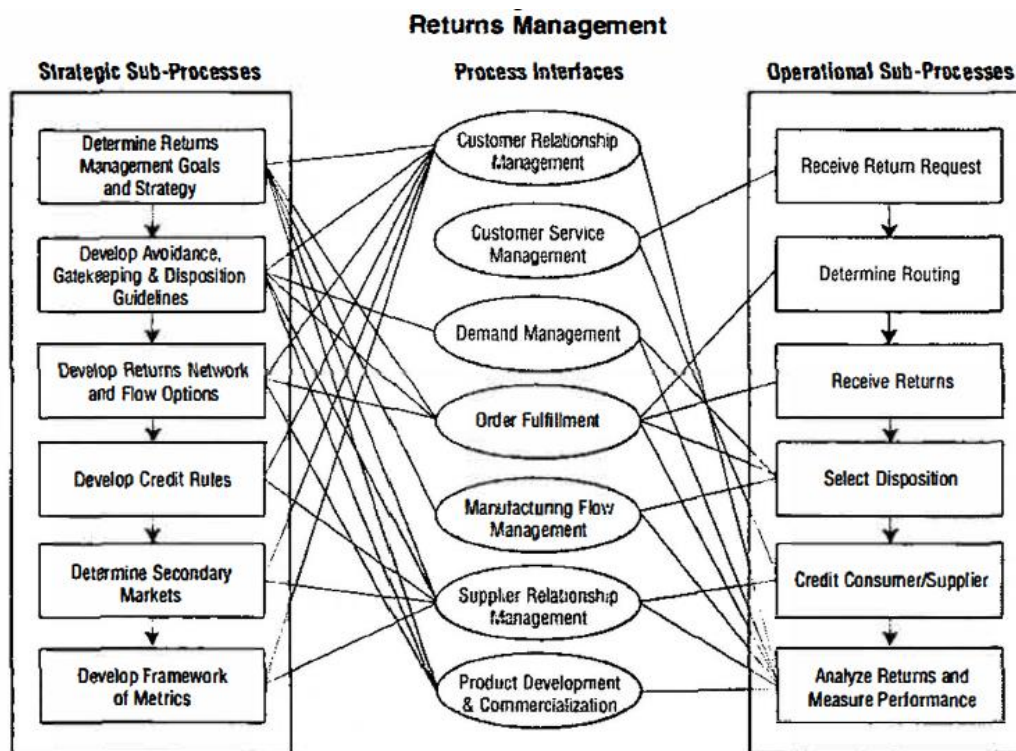 Returns Management
Strategic Sub-Processes
Process Interfaces
Operational Sub-Processes
Determine Returns
Management Goals
and Strategy
Develop Avoidance,
Gatekeeping & Disposition
Guidelines
Develop Returns Network
and Flow Options
Develop Credit Rules
Determine Secondary
Markets
Develop Framework
of Metrics
Customer Relationship
Management
Customer Service
Management
Demand Management
Order Fulfillment
Manufacturing Flow
Management
Supplier Relationship
Management
Product Development
& Commercialization
Receive Return Request
Determine Routing
Receive Returns
Select Disposition
Credit Consumer/Supplier
Analyze Returns and
Measure Performance